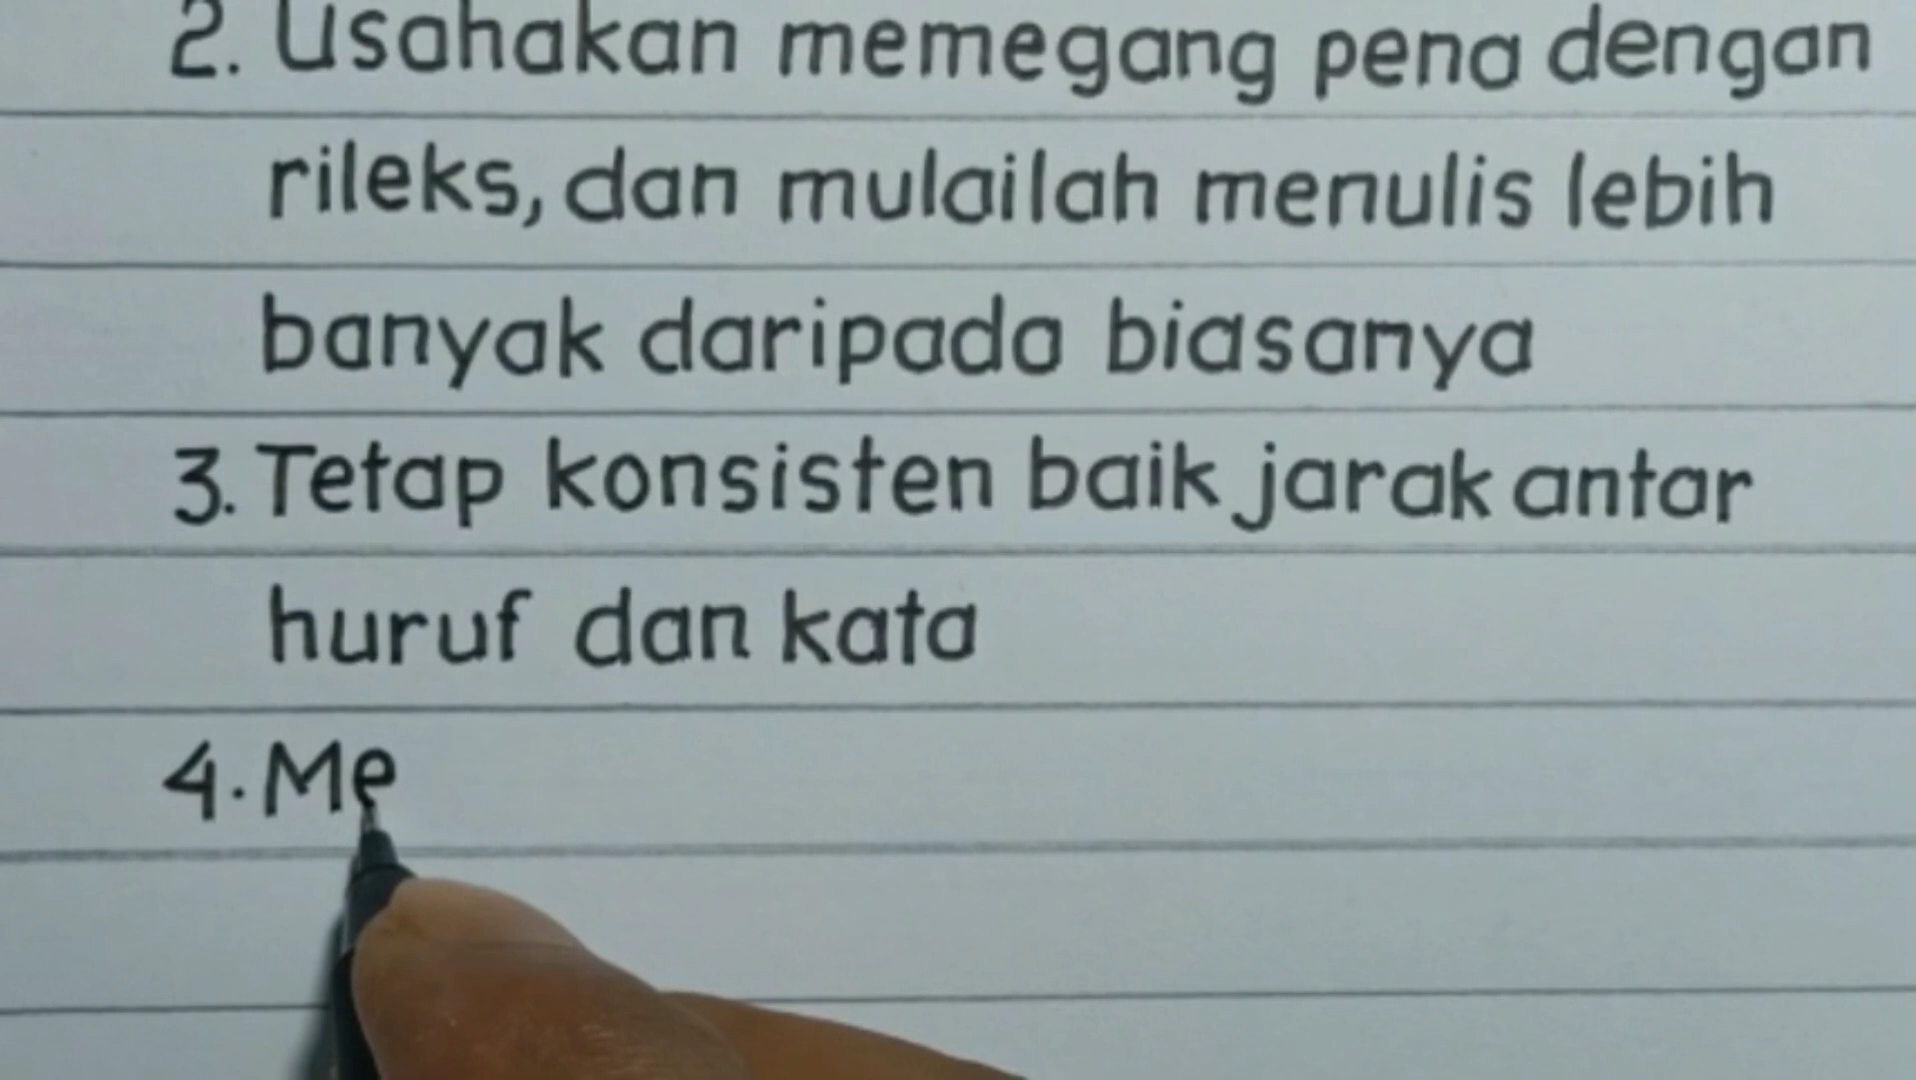 2. Usahakan memegang pena dengan
rileks, dan mulailah menulis lebih
banyak daripada biasanya
3. Tetap konsisten baik jarak antar
huruf dan kata
4. Me